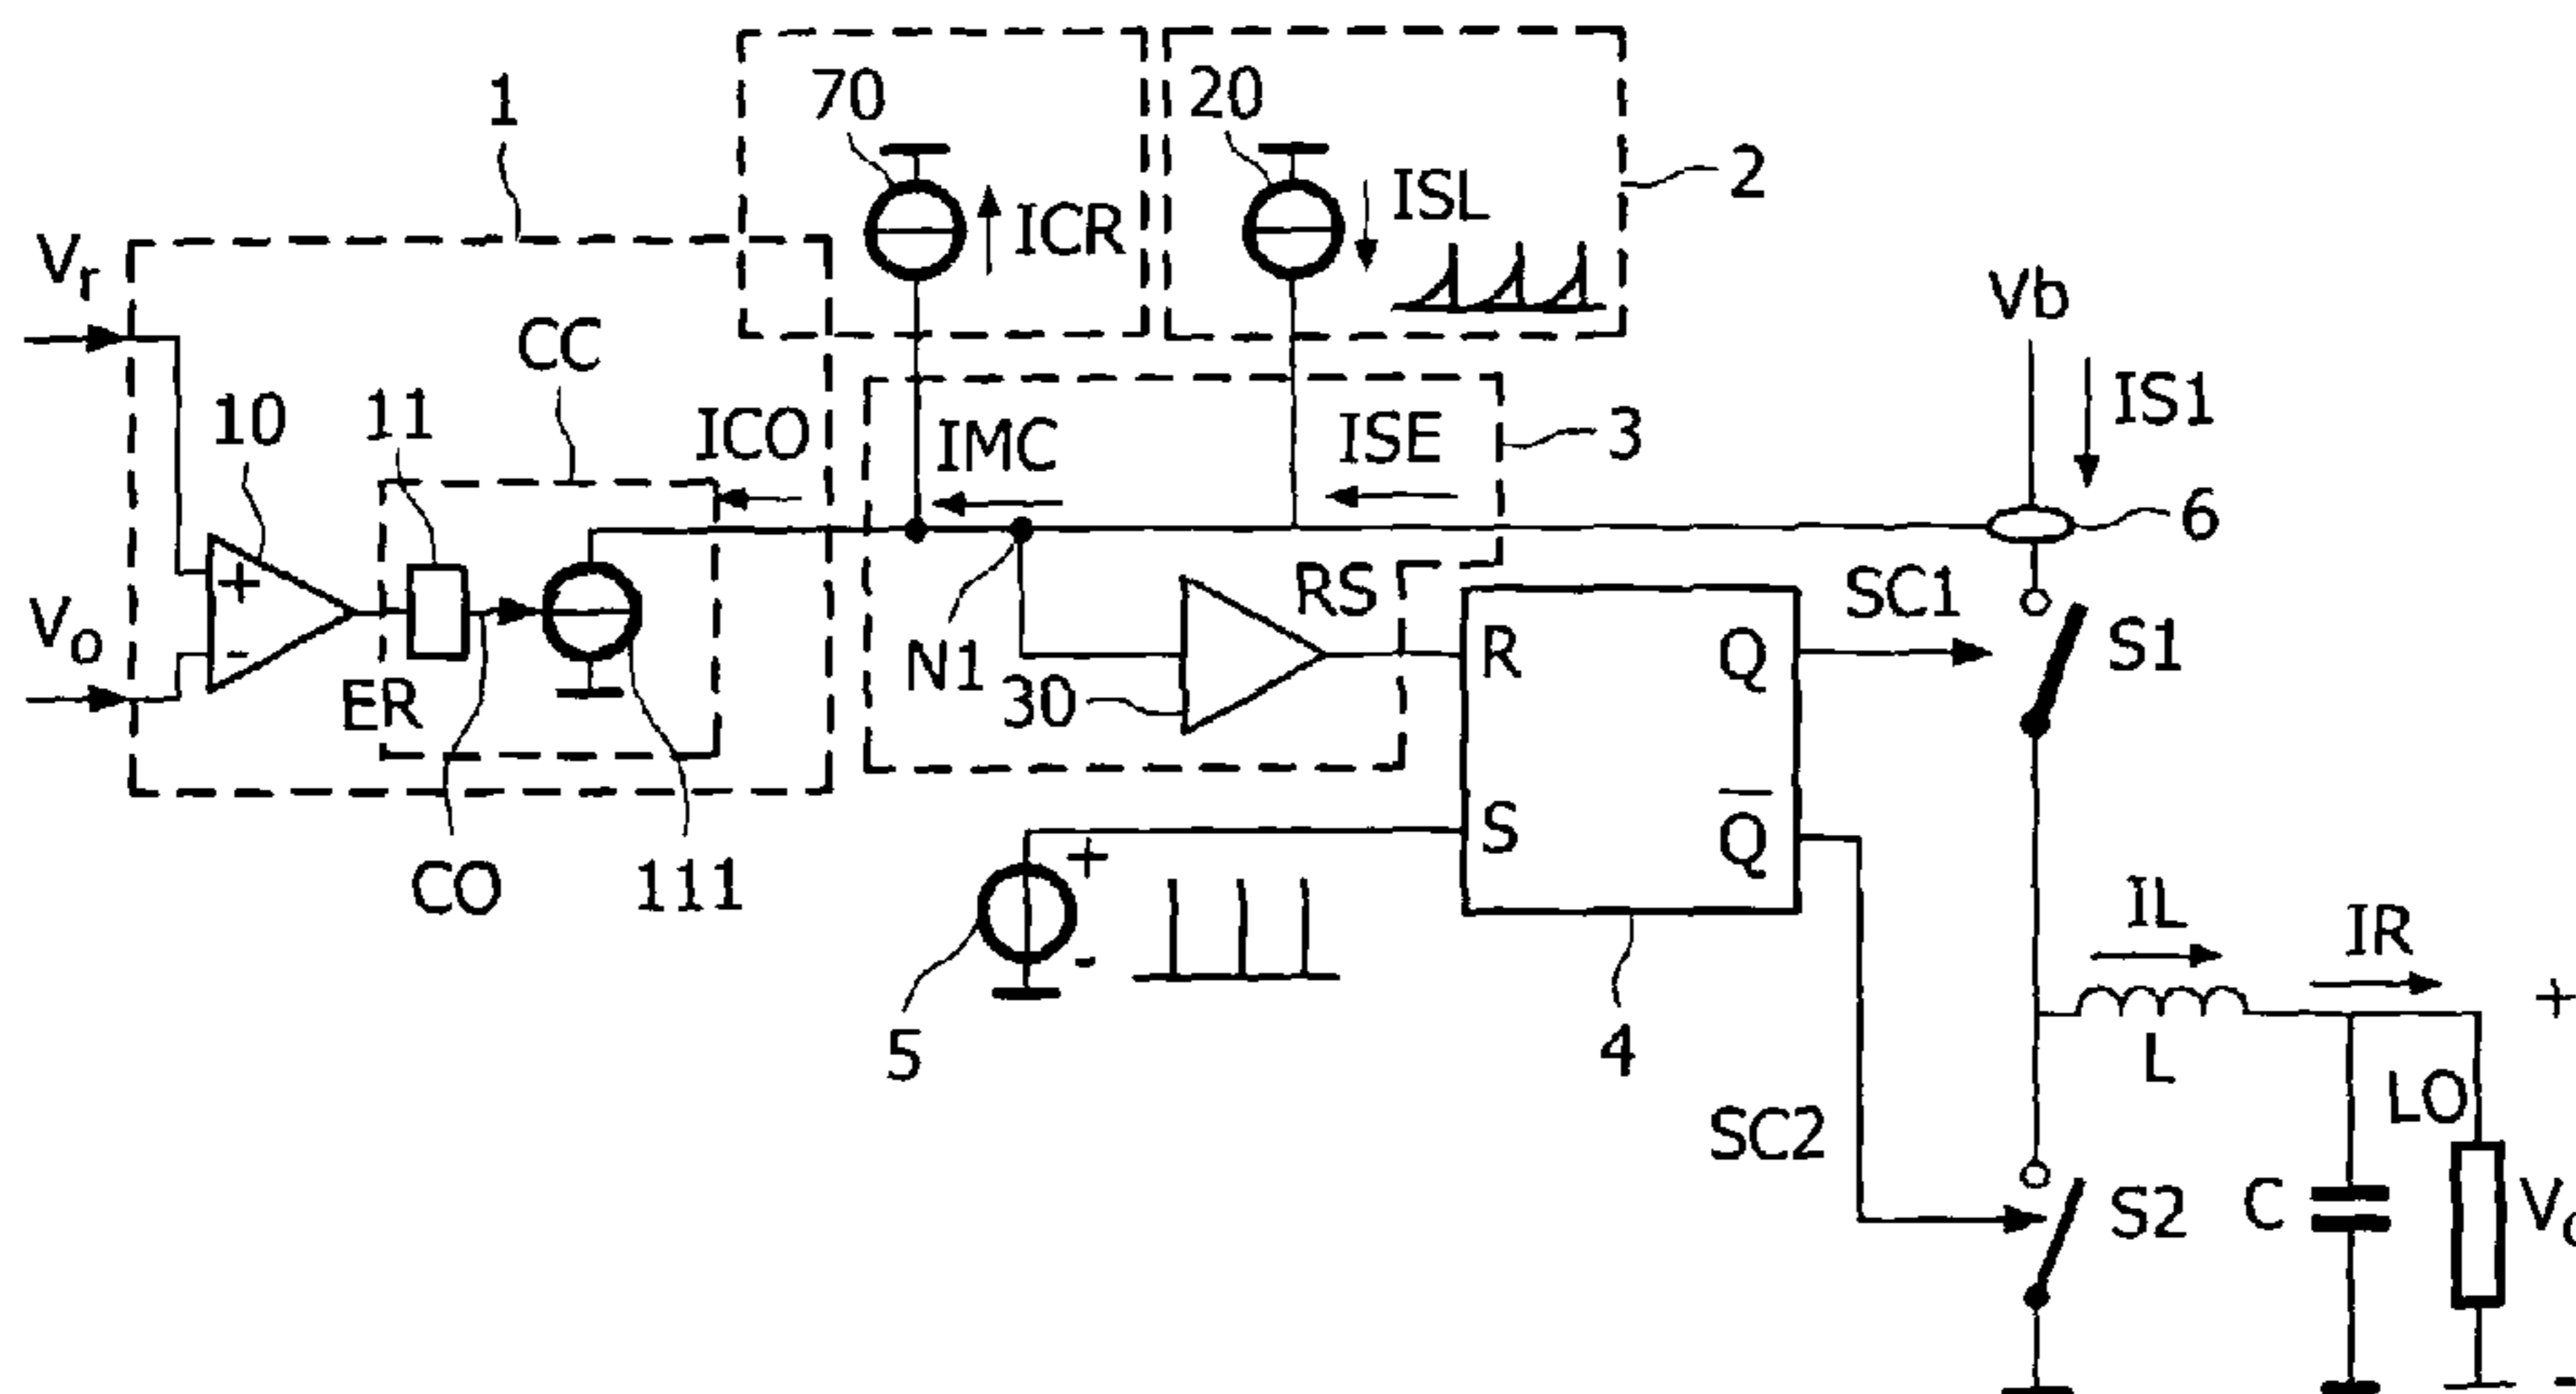 70
20
1
ISL
2
ICR
Vr
Vb
CC
IS1
10
11
ICO
IMC
ISE
3
6
+
-
RS
SC1
Vo
N1
R
Q
S1
ER
30
S
Q̅
CO
111
+
-
5
4
IL
IR
+
L
LO
SC2
S2
C
-